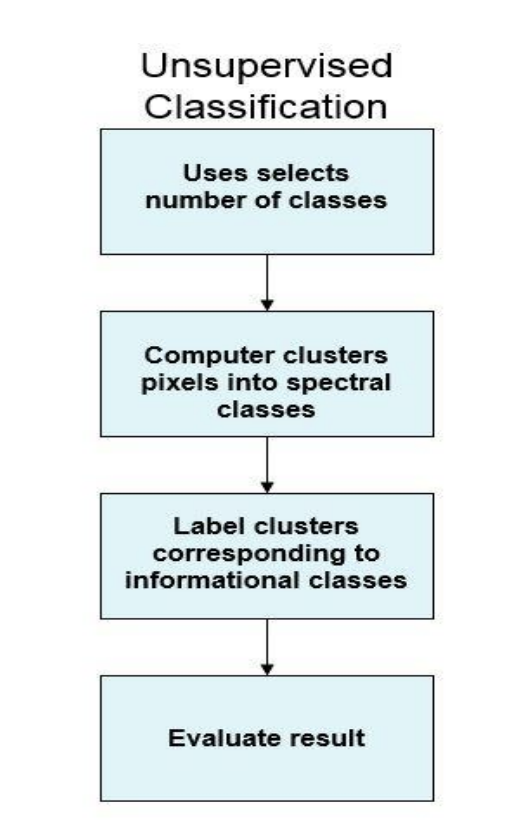 Unsupervised
Classification
Uses selects
number of classes
Computer clusters
pixels into spectral
classes
Label clusters
corresponding to
informational classes
Evaluate result